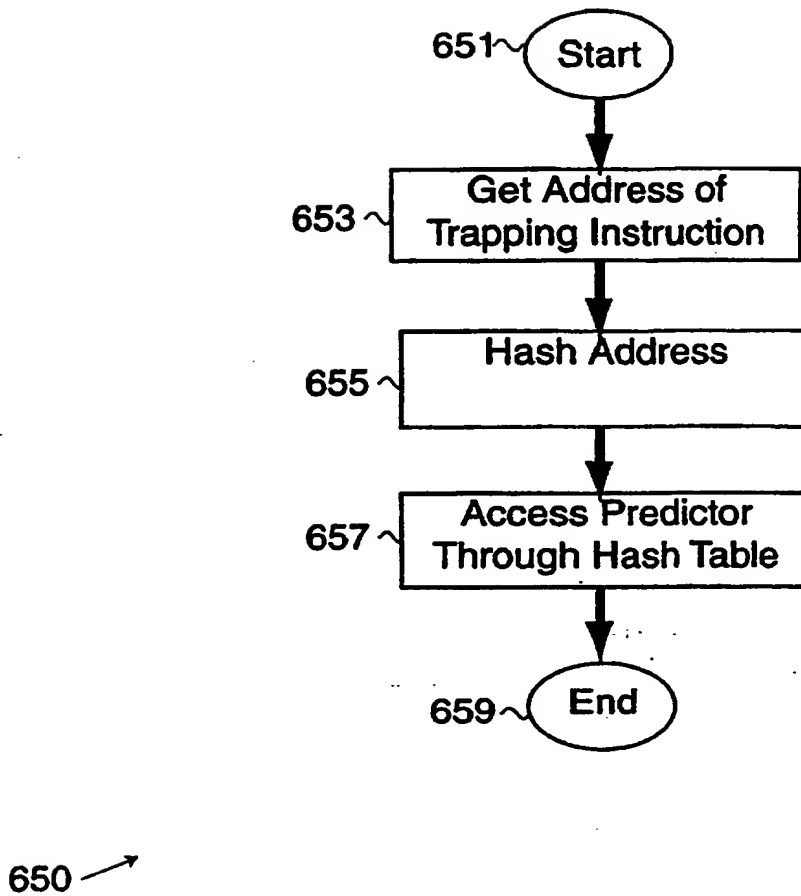 651
Start
653
Get Address of
Trapping Instruction
655
Hash Address
657
Access Predictor
Through Hash Table
659
End
650